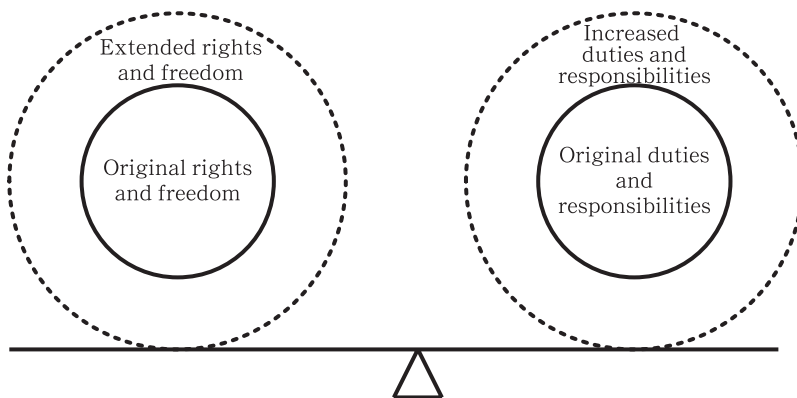 Extended rights
and freedom
Original rights
and freedom
Increased
duties and
responsibilities
Original duties
and
responsibilities